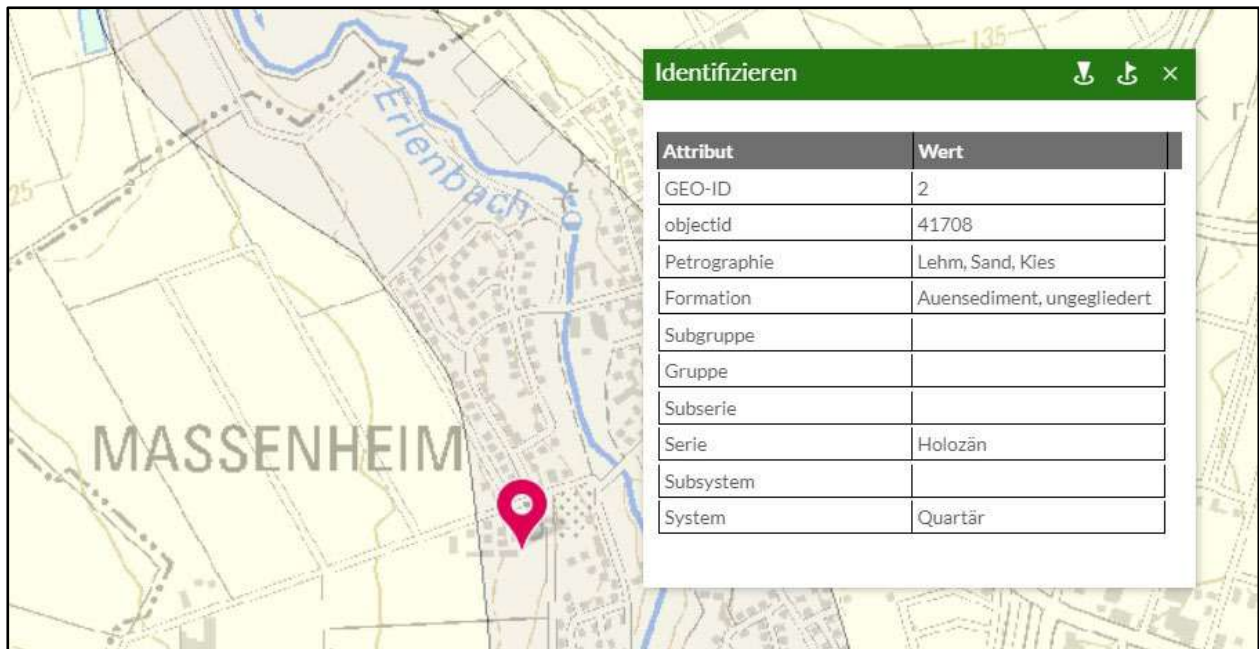 135
Erlenbach
25
MASSENHEIM
Identifizieren
Attribut Wert
GEO-ID 2
objectid 41708
Petrographie Lehm, Sand, Kies
Formation Auensediment, ungegliedert
Subgruppe
Gruppe
Subserie
Serie Holozän
Subsystem
System Quartär